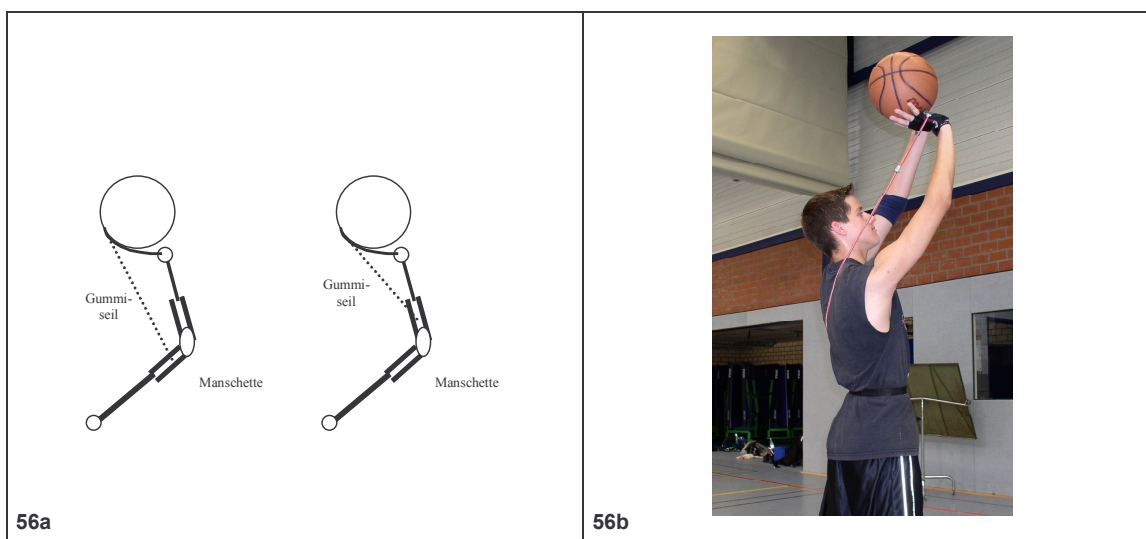 Gummi-
seil
Manschette
Gummi-
seil
Manschette
56a
56b